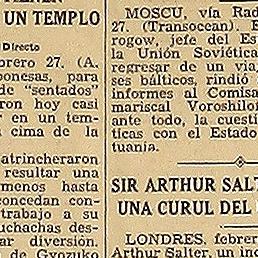 UN TEMPLO
Directo
brero 27. (A.
ponesas, para
de "sentados"
aron hoy casi
r en un tem-
cima de la
atrincheraron
resultar una
menos hasta
concedan con-
trabajo a su
uchachas des-
ar diversión.
de Gyozuko
MOSCU, vía Rad
27. (Transocean).
rogow, jefe del Es
la Unión Soviética
regresar de un viaj
ses bálticos, rindió
informes al Comisa
mariscal Voroshilof
ante todo, la cuesti
ticas con el Estado
tuania.
SIR ARTHUR SALT
UNA CURUL DEL
LONDRES, febrer
Arthur Salter, un ind